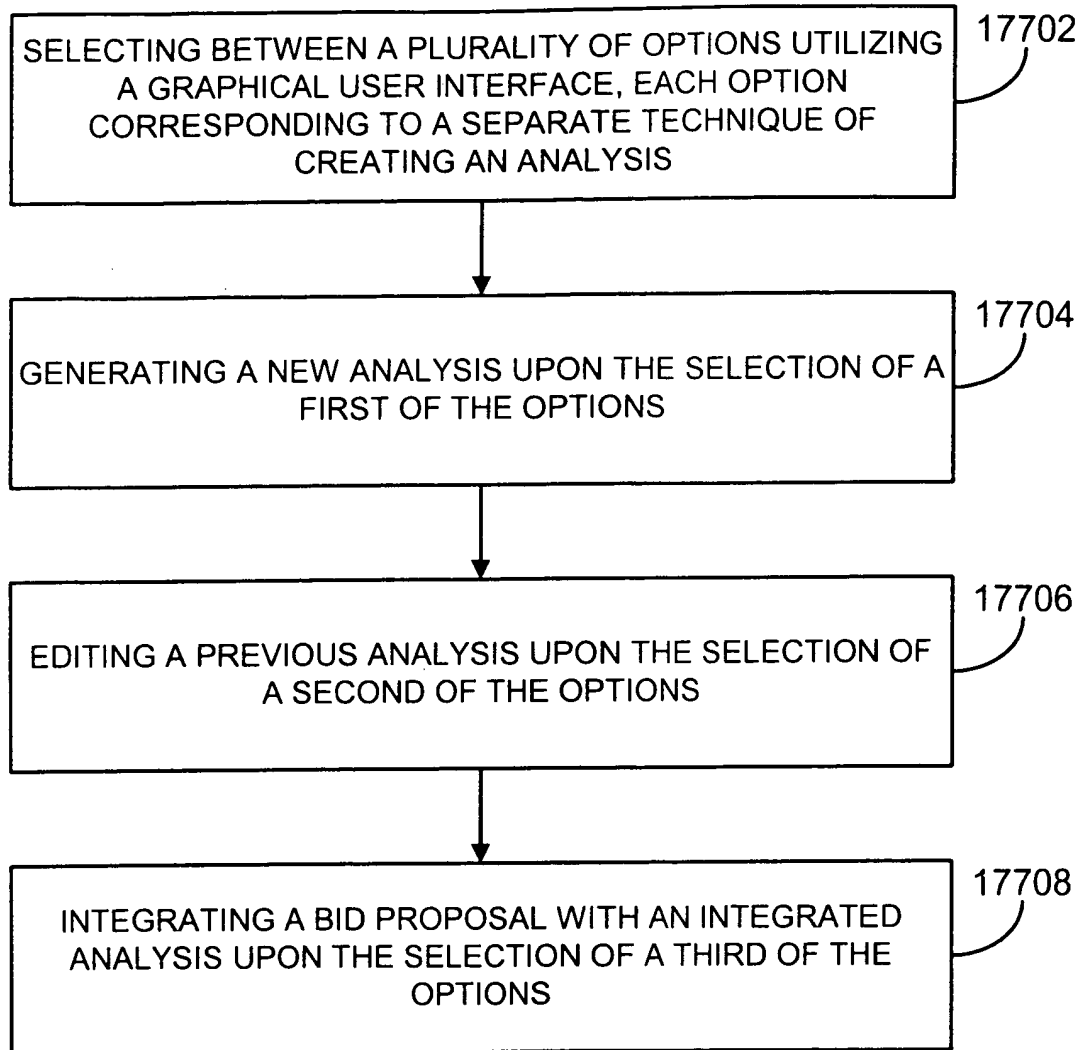 SELECTING BETWEEN A PLURALITY OF OPTIONS UTILIZING
A GRAPHICAL USER INTERFACE, EACH OPTION
CORRESPONDING TO A SEPARATE TECHNIQUE OF
CREATING AN ANALYSIS
17702
GENERATING A NEW ANALYSIS UPON THE SELECTION OF A
FIRST OF THE OPTIONS
17704
EDITING A PREVIOUS ANALYSIS UPON THE SELECTION OF
A SECOND OF THE OPTIONS
17706
INTEGRATING A BID PROPOSAL WITH AN INTEGRATED
ANALYSIS UPON THE SELECTION OF A THIRD OF THE
OPTIONS
17708